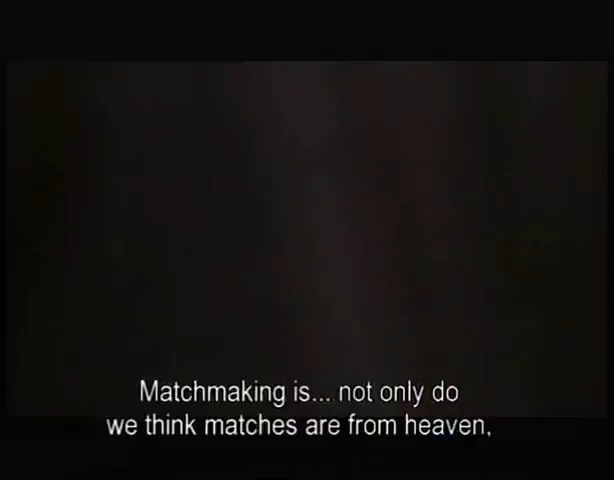 Matchmaking is... not only do
we think matches are from heaven,